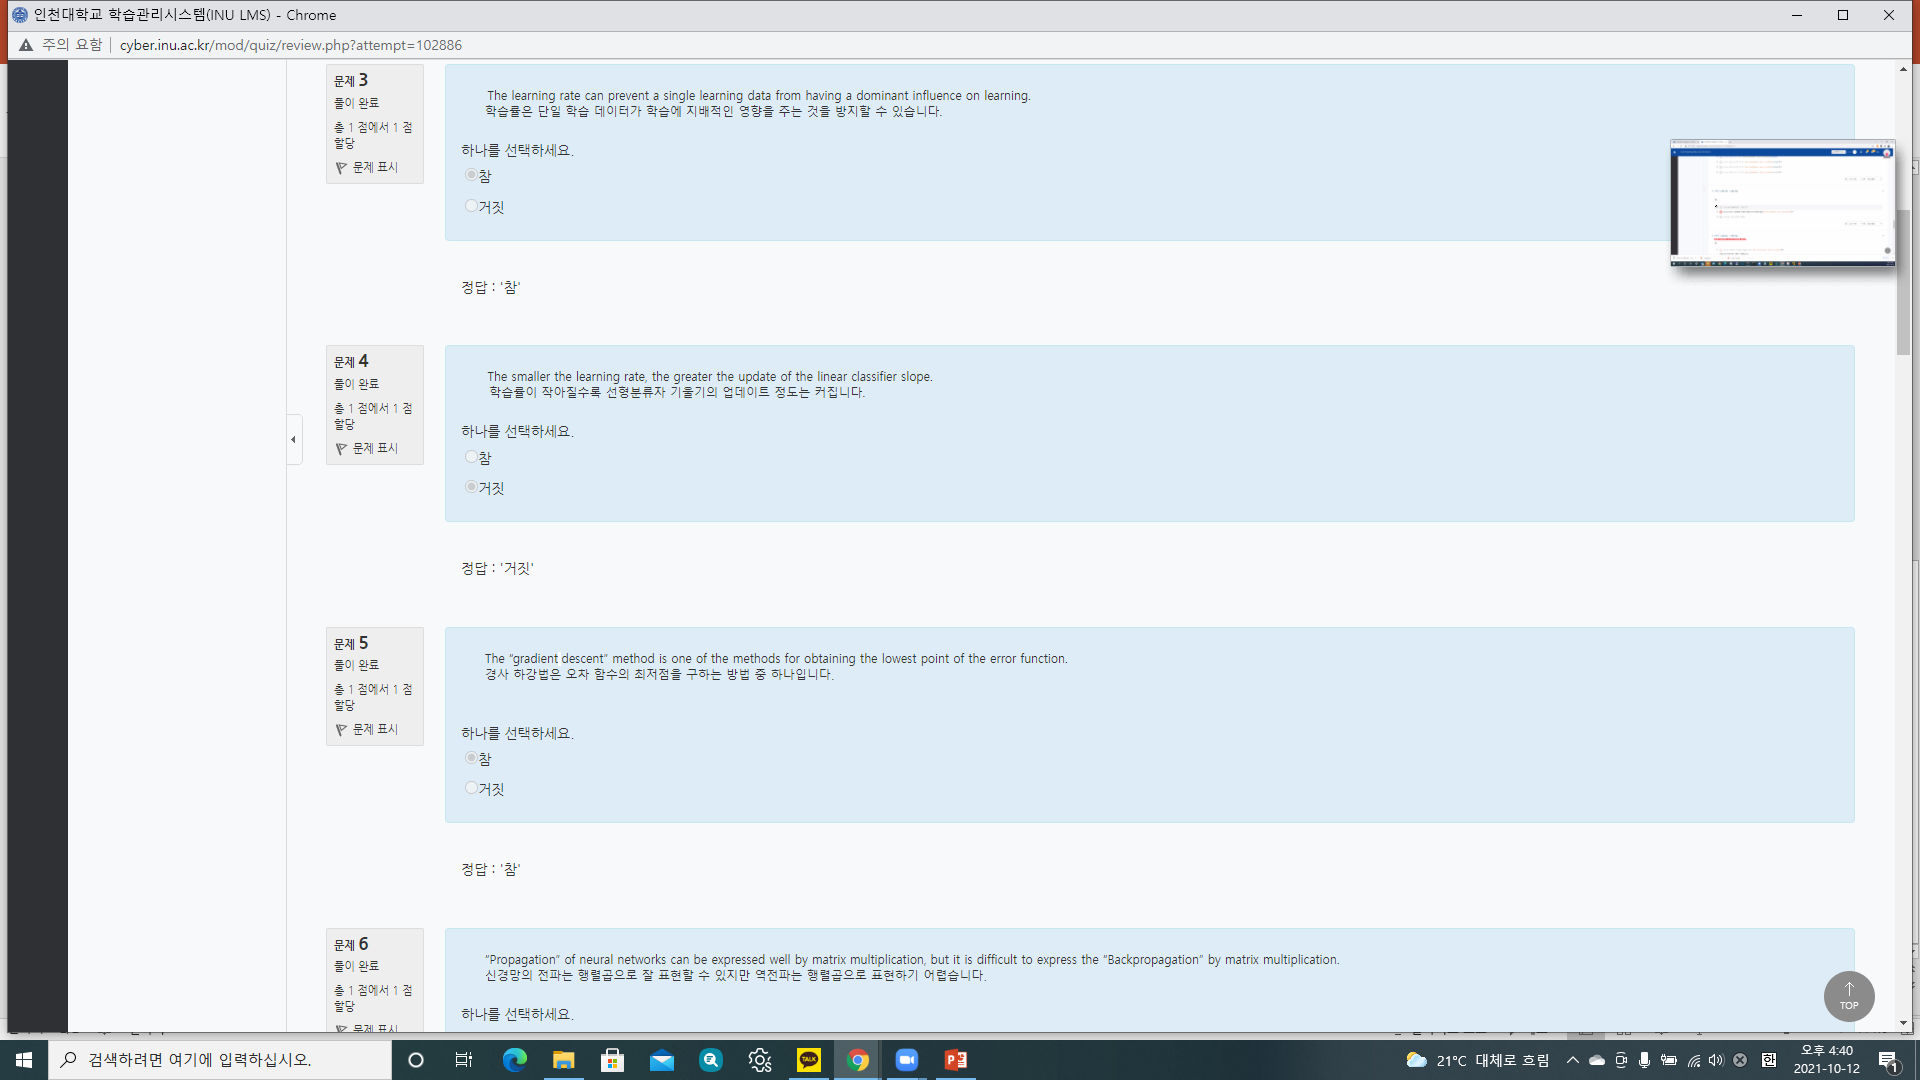 인천대학교 학습관리시스템(INU LMS) - Chrome
주의 요함 | cyber.inu.ac.kr/mod/quiz/review.php?attempt=102886
문제 3
풀이 완료
총 1 점에서 1 점 할당
문제 표시
The learning rate can prevent a single learning data from having a dominant influence on learning.
학습률은 단일 학습 데이터가 학습에 지배적인 영향을 주는 것을 방지할 수 있습니다.
하나를 선택하세요.
참
거짓
정답 : '참'
문제 4
풀이 완료
총 1 점에서 1 점 할당
문제 표시
The smaller the learning rate, the greater the update of the linear classifier slope.
학습률이 작아질수록 선형분류자 기울기의 업데이트 정도는 커집니다.
하나를 선택하세요.
참
거짓
정답 : '거짓'
문제 5
풀이 완료
총 1 점에서 1 점 할당
문제 표시
The “gradient descent” method is one of the methods for obtaining the lowest point of the error function.
경사 하강법은 오차 함수의 최저점을 구하는 방법 중 하나입니다.
하나를 선택하세요.
참
거짓
정답 : '참'
문제 6
풀이 완료
총 1 점에서 1 점 할당
문제 표시
“Propagation” of neural networks can be expressed well by matrix multiplication, but it is difficult to express the “Backpropagation” by matrix multiplication.
신경망의 전파는 행렬곱으로 잘 표현할 수 있지만 역전파는 행렬곱으로 표현하기 어렵습니다.
하나를 선택하세요.
TOP
검색하려면 여기에 입력하십시오.
TALK
21°C 대체로 흐림
한
오후 4:40
2021-10-12
1